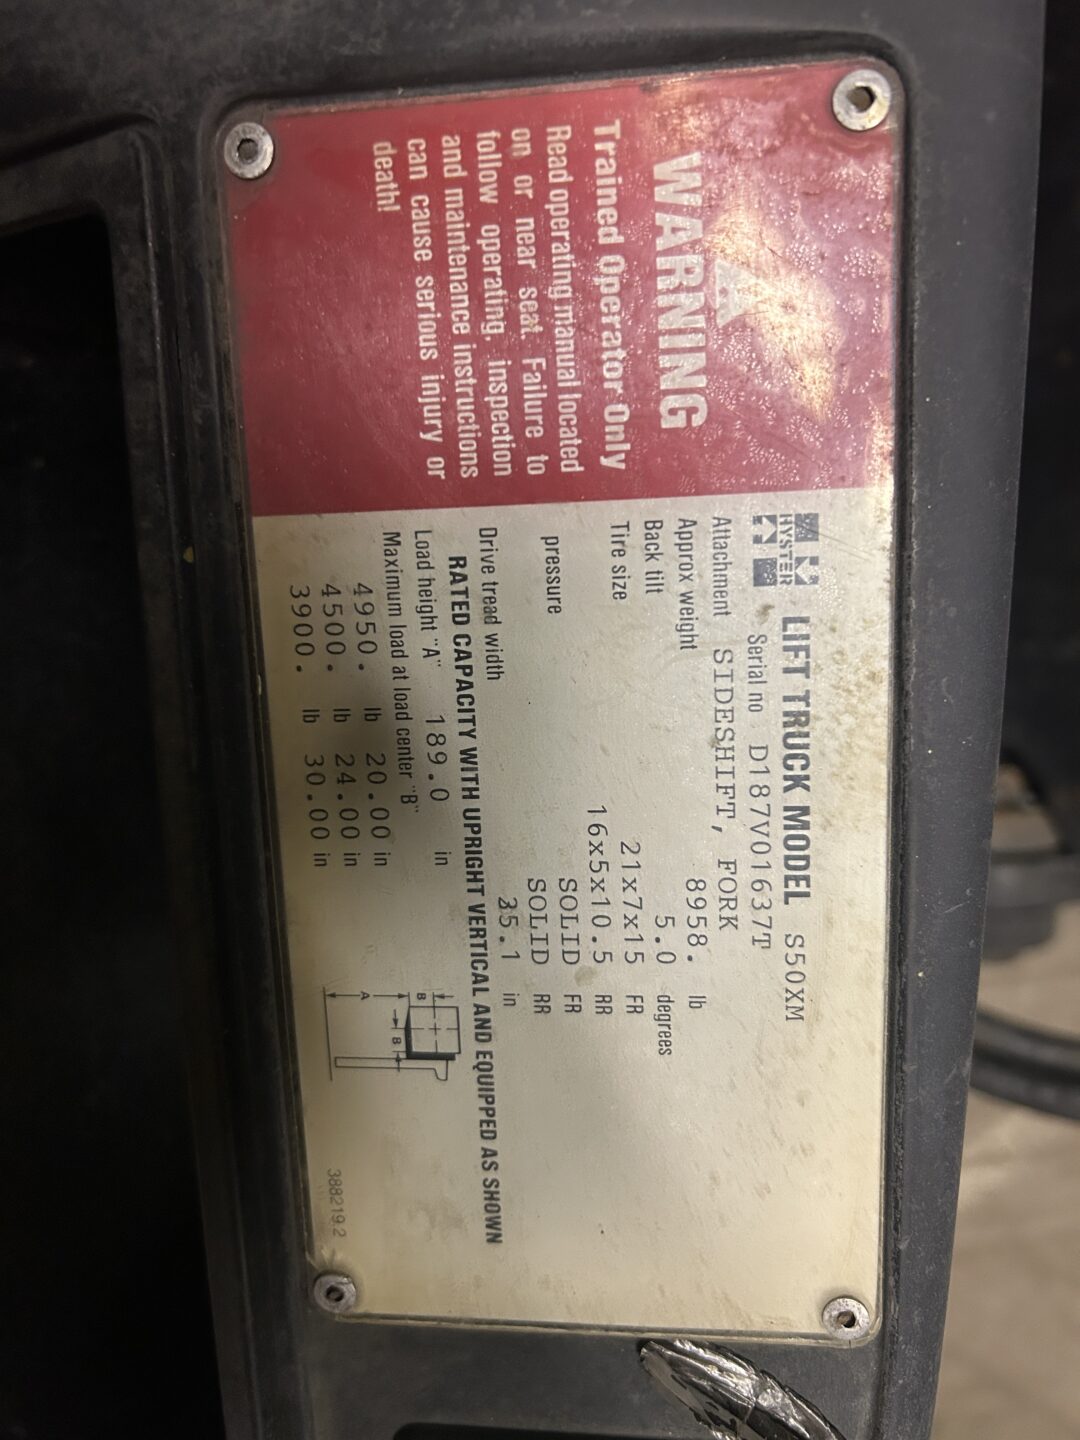 WARNING
Trained Operator Only
Read operating manual located
on or near seat. Failure to
follow operating, inspection
and maintenance instructions
can cause serious injury or
death!
HYSTER
LIFT TRUCK MODEL S50XM
Serial no D187V01637T
Attachment SIDESHIFT, FORK
Approx weight 8958. lb
Back tilt 5.0 degrees
Tire size 21x7x15 FR
16x5x10.5 RR
pressure SOLID FR
SOLID RR
Drive tread width 35.1 in
RATED CAPACITY WITH UPRIGHT VERTICAL AND EQUIPPED AS SHOWN
Load height "A" 189.0 in
Maximum load at load center "B"
4950. lb 20.00 in
4500. lb 24.00 in
3900. lb 30.00 in
B
B
A
388219 2